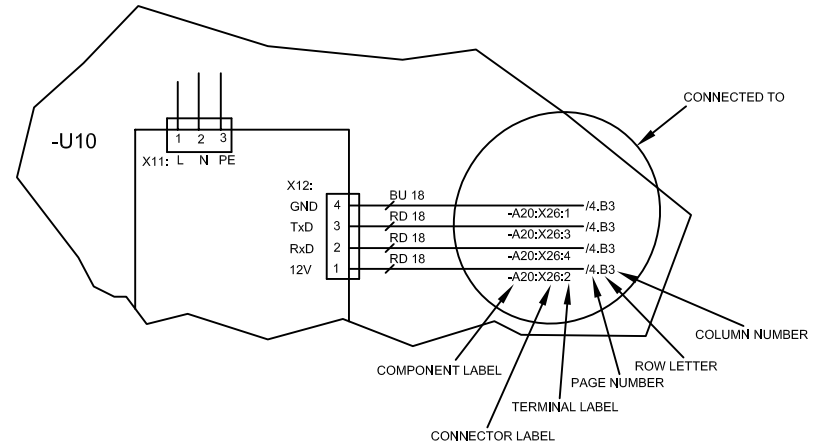 CONNECTED TO
-U10
1 2 3
X11: L N PE
X12:
GND 4 BU 18 /4.B3
-A20:X26:1
TxD 3 RD 18 /4.B3
-A20:X26:3
RxD 2 RD 18 /4.B3
-A20:X26:4
12V 1 RD 18 /4.B3
-A20:X26:2
COLUMN NUMBER
ROW LETTER
COMPONENT LABEL
PAGE NUMBER
TERMINAL LABEL
CONNECTOR LABEL